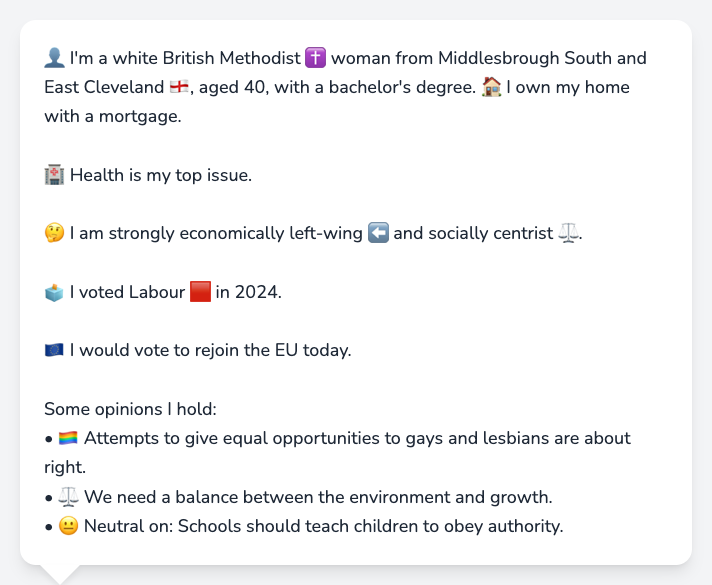 👤 I'm a white British Methodist ✝️ woman from Middlesbrough South and
East Cleveland 🏴󠁧󠁢󠁥󠁮󠁧󠁿, aged 40, with a bachelor's degree. 🏠 I own my home
with a mortgage.
🏥 Health is my top issue.
🤔 I am strongly economically left-wing ⬅️ and socially centrist ⚖️.
🗳️ I voted Labour 🟥 in 2024.
🇪🇺 I would vote to rejoin the EU today.
Some opinions I hold:
• 🏳️‍🌈 Attempts to give equal opportunities to gays and lesbians are about
right.
• ⚖️ We need a balance between the environment and growth.
• 😐 Neutral on: Schools should teach children to obey authority.